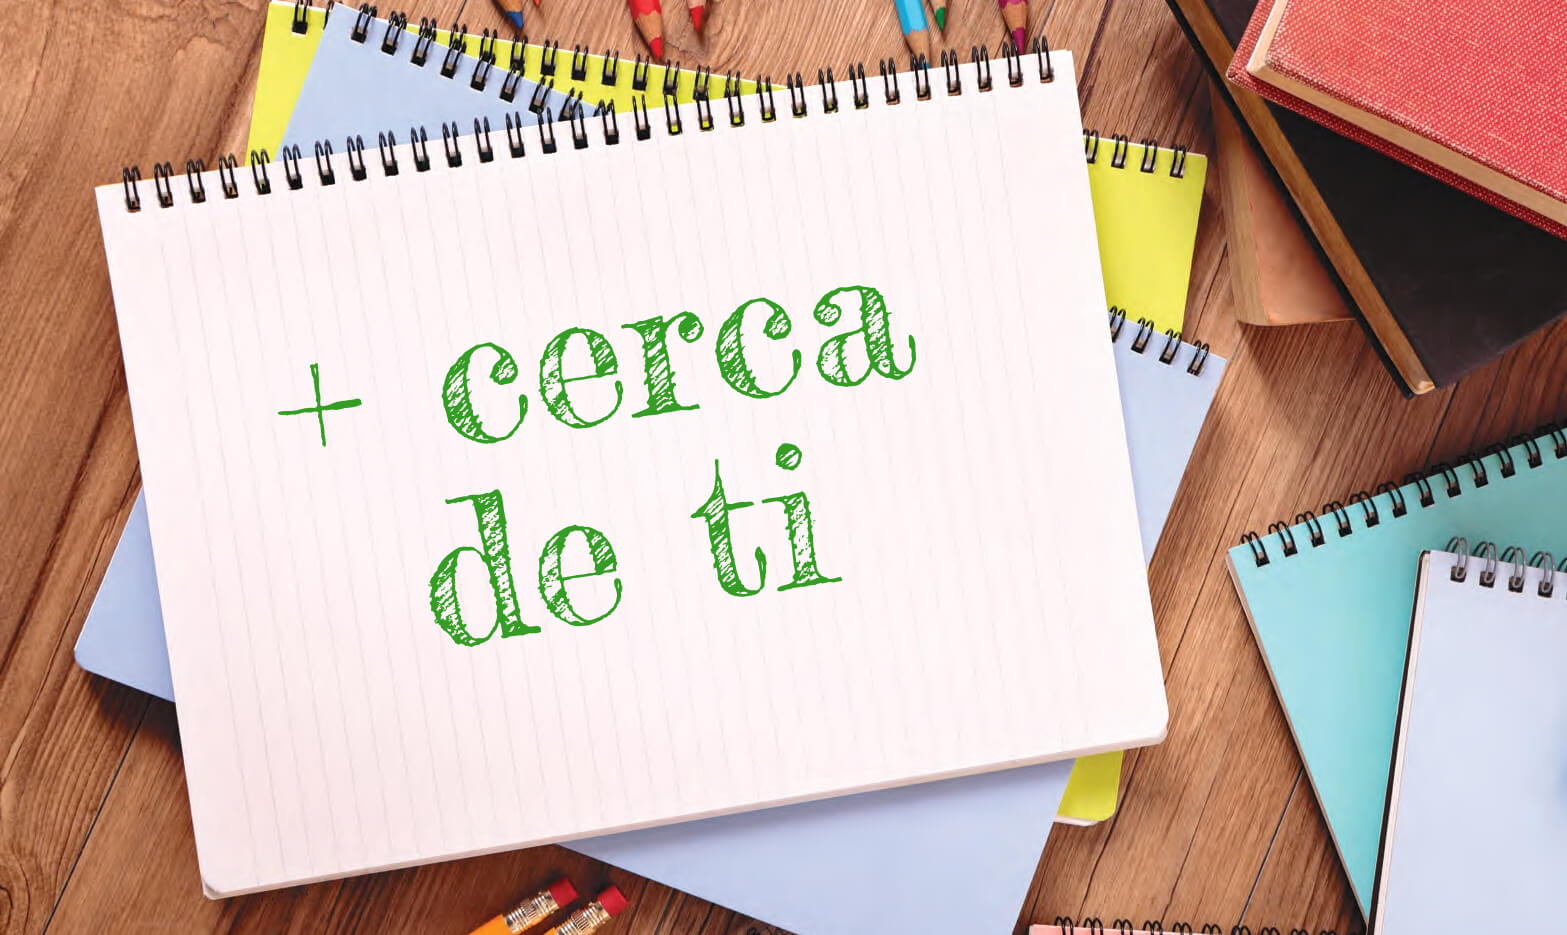 + cerca
de ti